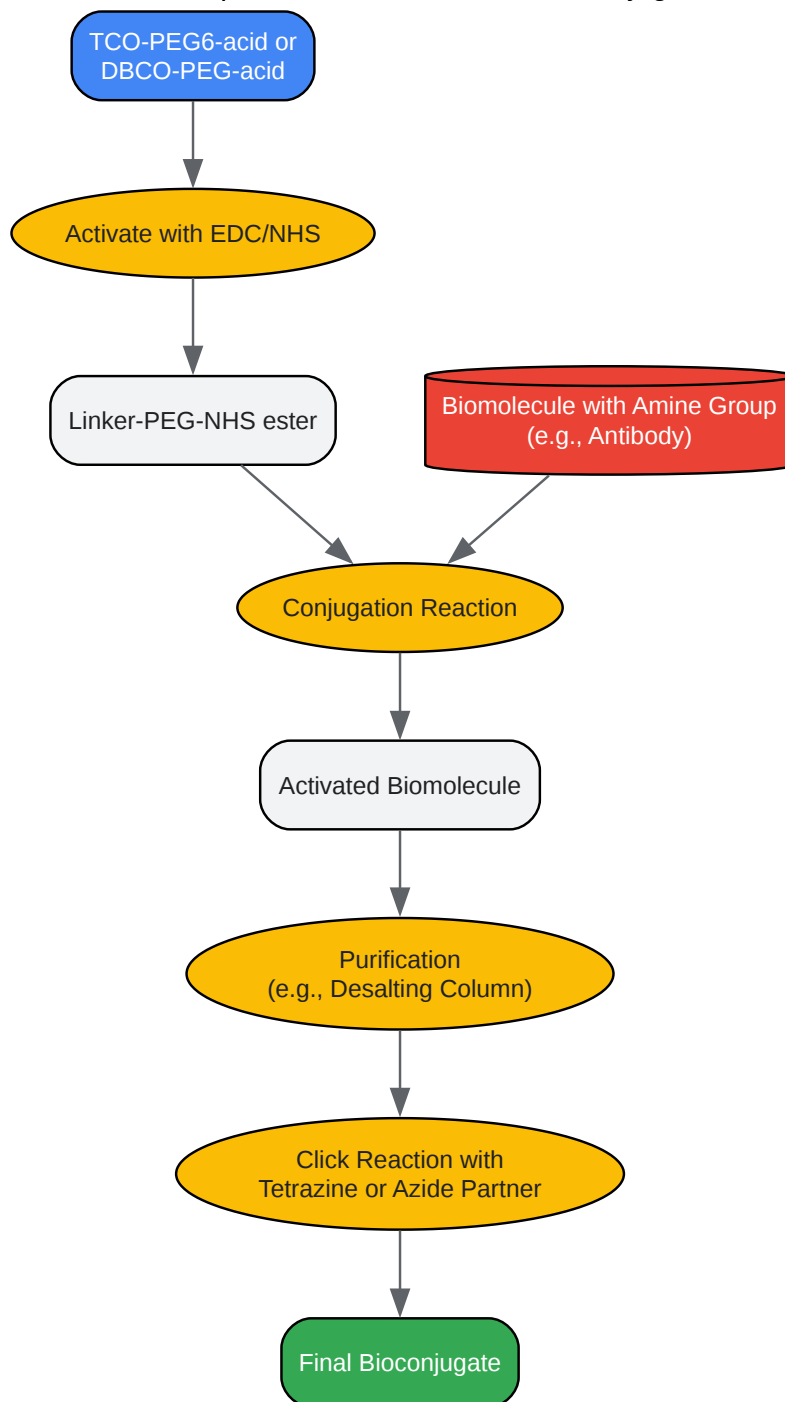 TCO-PEG6-acid or
DBCO-PEG-acid
Activate with EDC/NHS
Linker-PEG-NHS ester
Biomolecule with Amine Group
(e.g., Antibody)
Conjugation Reaction
Activated Biomolecule
Purification
(e.g., Desalting Column)
Click Reaction with
Tetrazine or Azide Partner
Final Bioconjugate